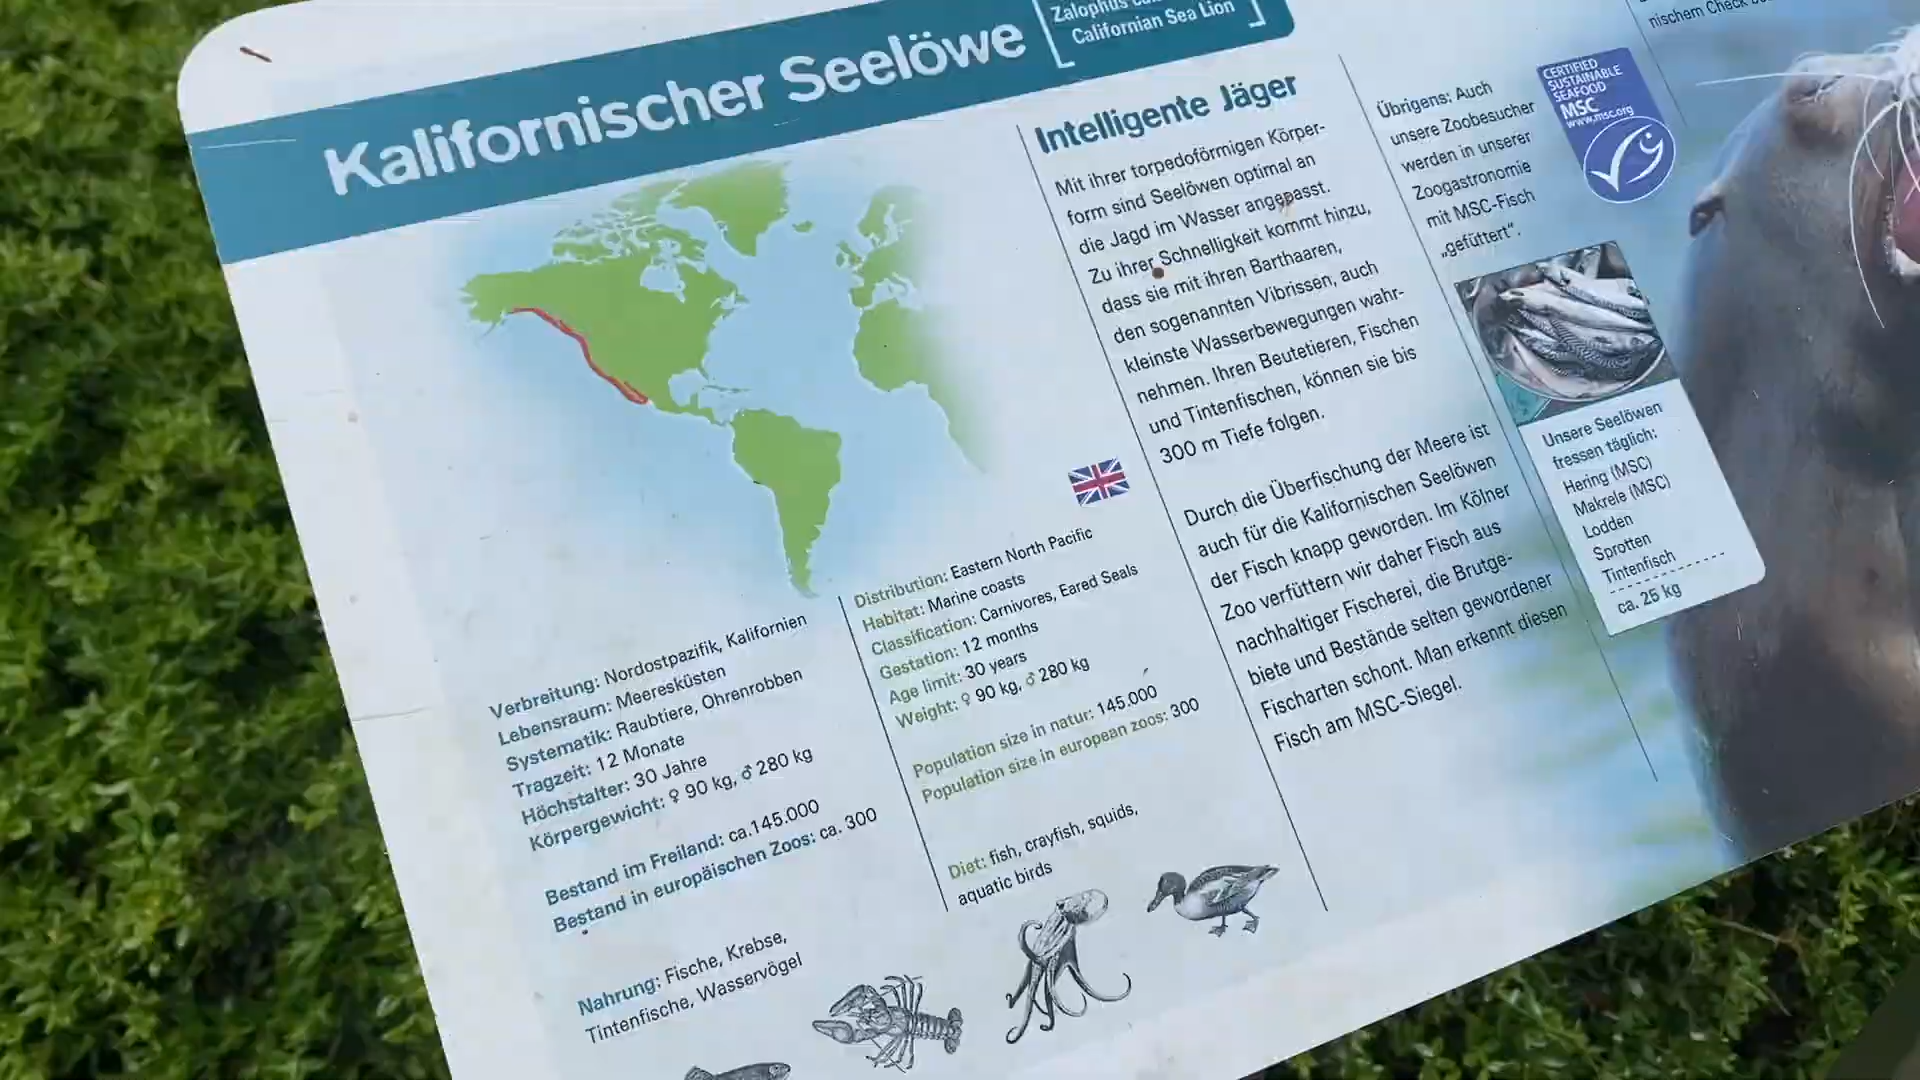 Kalifornischer Seelöwe
Zalophus
Californian Sea Lion
Verbreitung: Nordostpazifik, Kalifornien
Lebensraum: Meeresküsten
Systematik: Raubtiere, Ohrenrobben
Tragzeit: 12 Monate
Höchstalter: 30 Jahre
Körpergewicht: ♀ 90 kg, ♂ 280 kg
Bestand im Freiland: ca.145.000
Bestand in europäischen Zoos: ca. 300
Nahrung: Fische, Krebse,
Tintenfische, Wasservögel
Distribution: Eastern North Pacific
Habitat: Marine coasts
Classification: Carnivores, Eared Seals
Gestation: 12 months
Age limit: 30 years
Weight: ♀ 90 kg, ♂ 280 kg
Population size in natur: 145.000
Population size in european zoos: 300
Diet: fish, crayfish, squids,
aquatic birds
Intelligente Jäger
Mit ihrer torpedoförmigen Körper-
form sind Seelöwen optimal an
die Jagd im Wasser angepasst.
Zu ihrer Schnelligkeit kommt hinzu,
dass sie mit ihren Barthaaren,
den sogenannten Vibrissen, auch
kleinste Wasserbewegungen wahr-
nehmen. Ihren Beutetieren, Fischen
und Tintenfischen, können sie bis
300 m Tiefe folgen.
Durch die Überfischung der Meere ist
auch für die Kalifornischen Seelöwen
der Fisch knapp geworden. Im Kölner
Zoo verfüttern wir daher Fisch aus
nachhaltiger Fischerei, die Brutge-
biete und Bestände selten gewordener
Fischarten schont. Man erkennt diesen
Fisch am MSC-Siegel.
Übrigens: Auch
unsere Zoobesucher
werden in unserer
Zoogastronomie
mit MSC-Fisch
„gefüttert".
CERTIFIED
SUSTAINABLE
SEAFOOD
MSC
www.msc.org
Unsere Seelöwen
fressen täglich:
Hering (MSC)
Makrele (MSC)
Lodden
Sprotten
Tintenfisch
ca. 25 kg
nischem Check